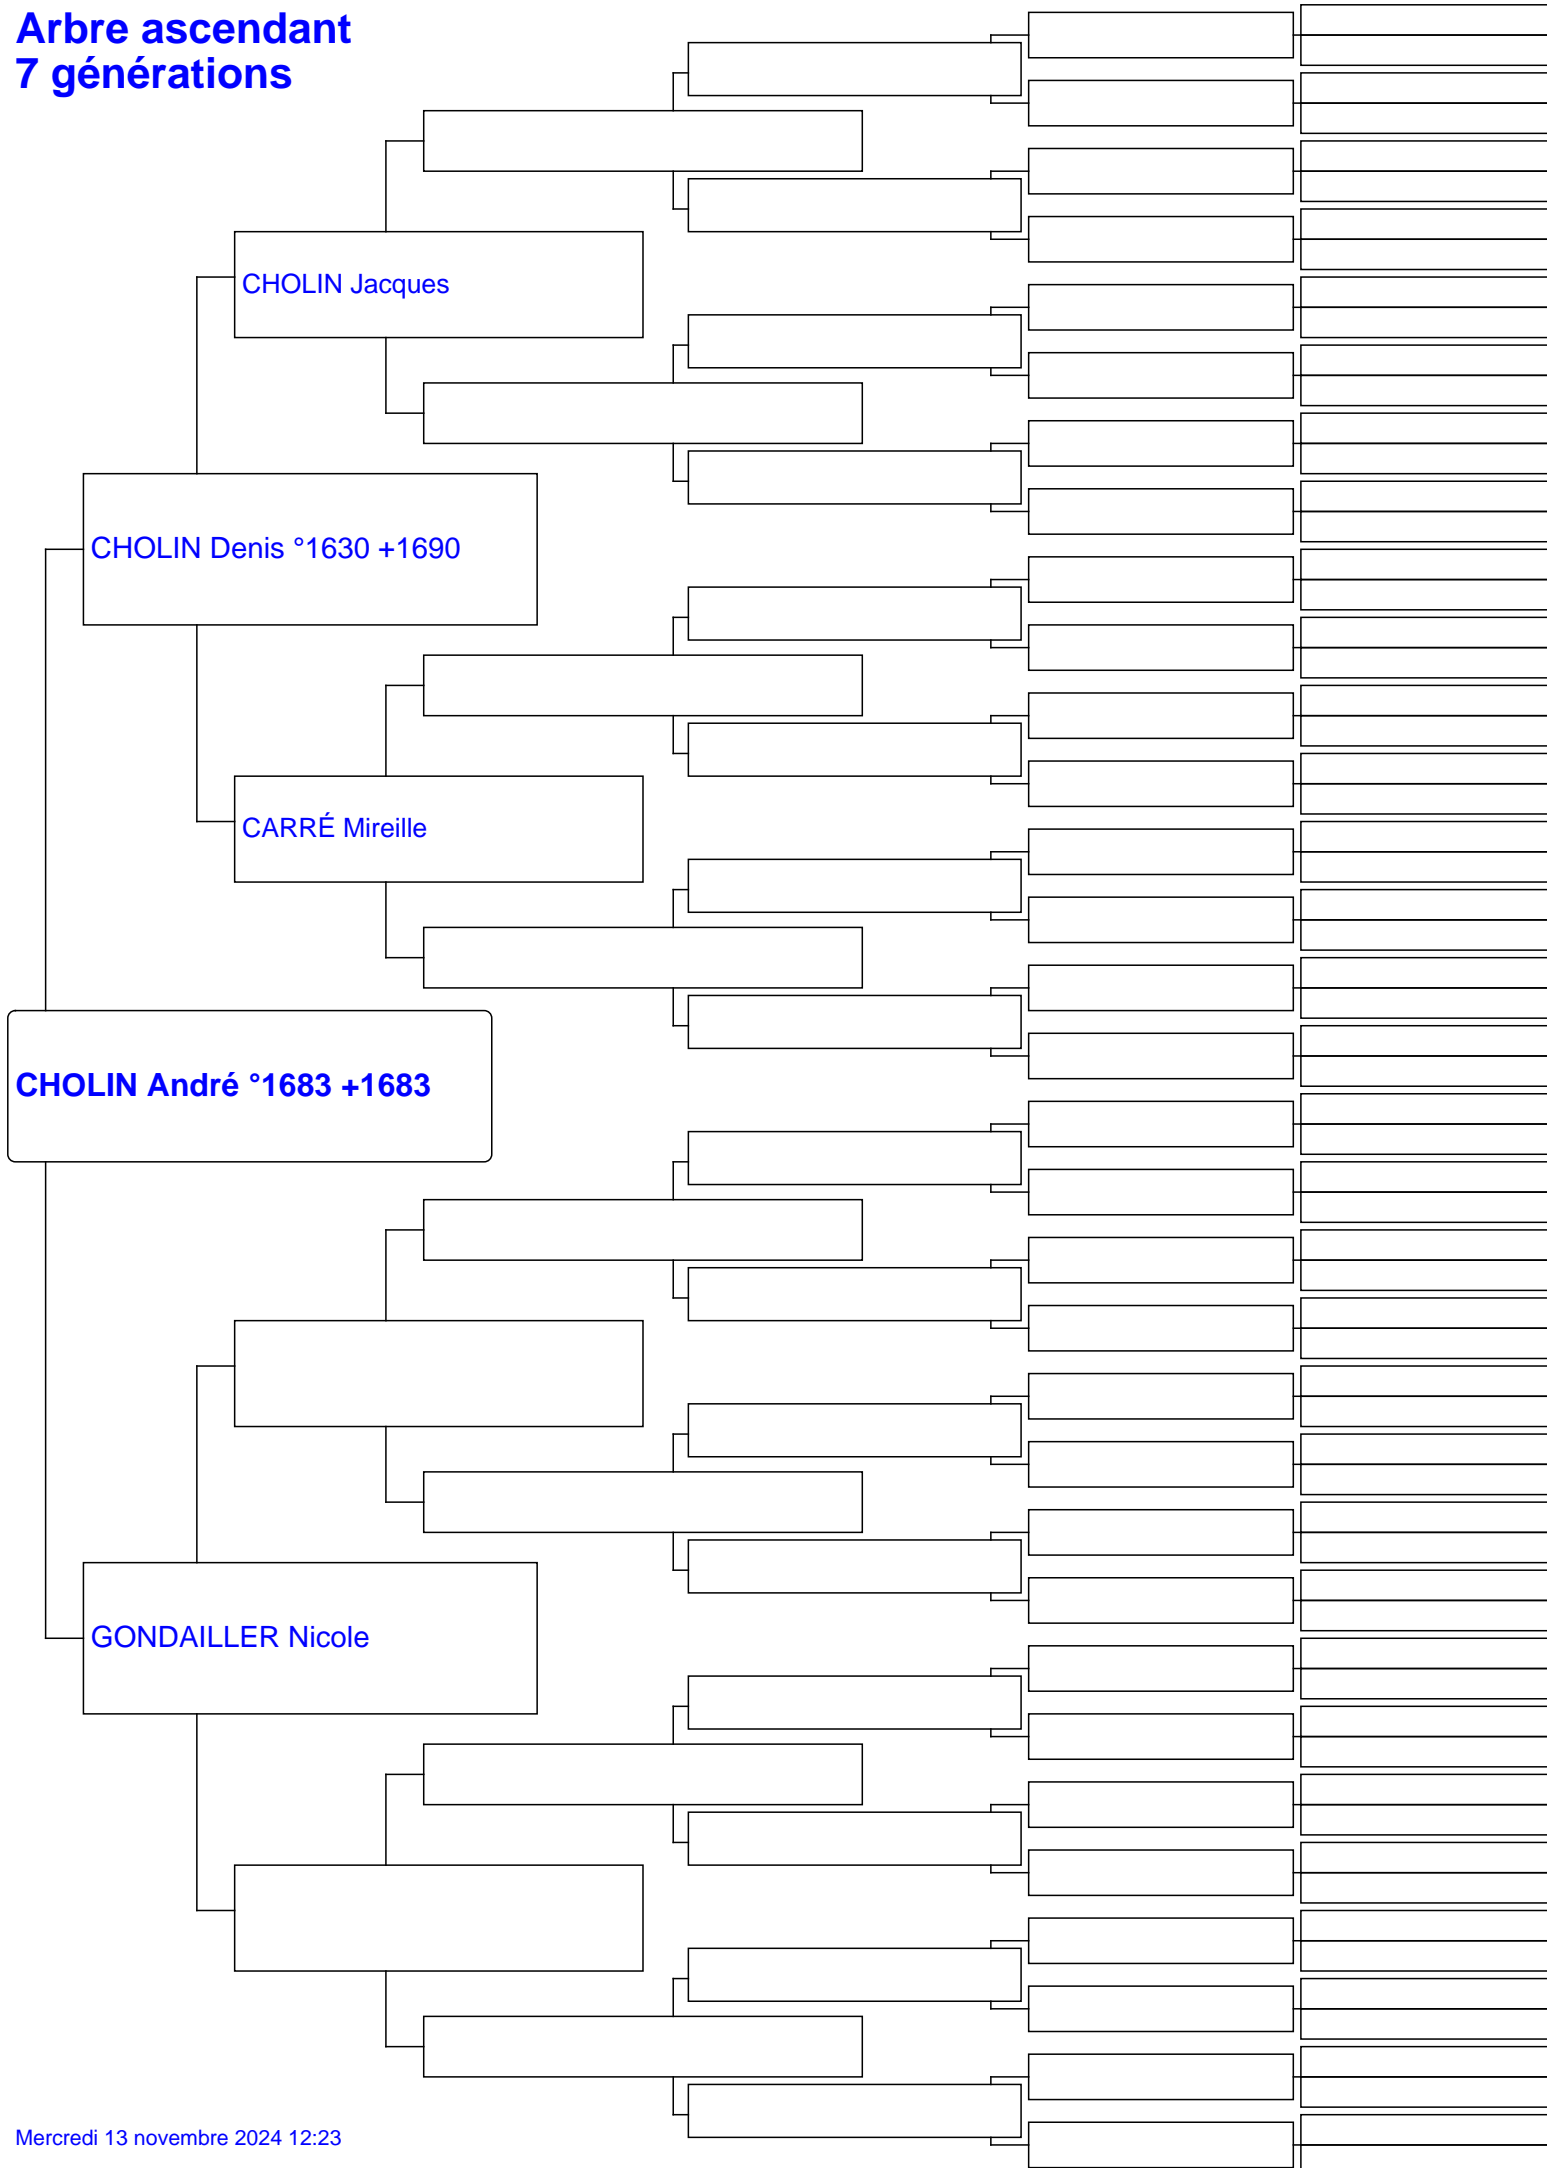 Arbre ascendant
7 générations
CHOLIN Jacques
CHOLIN Denis °1630 +1690
CARRÉ Mireille
CHOLIN André °1683 +1683
GONDAILLER Nicole
Mercredi 13 novembre 2024 12:23